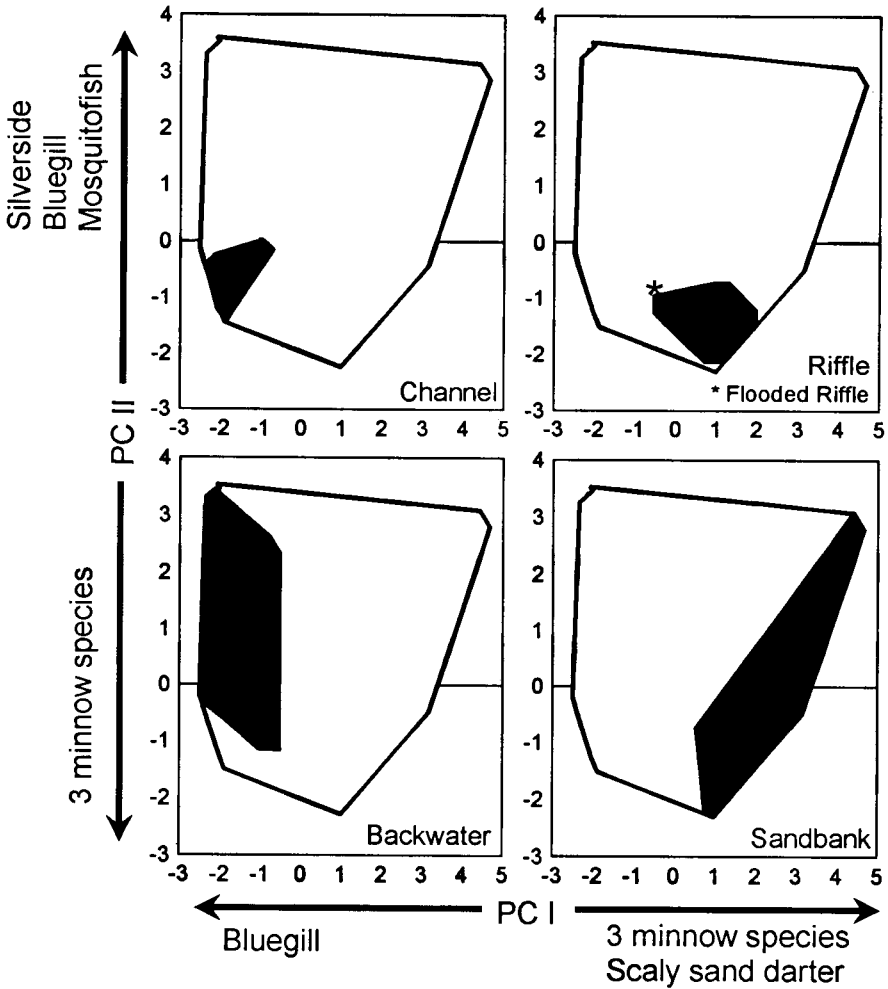 4
3
2
1
0
-1
-2
-3
-3 -2 -1 0 1 2 3 4 5
Channel
4
3
2
1
0
-1
-2
-3
-3 -2 -1 0 1 2 3 4 5
*
Riffle
* Flooded Riffle
4
3
2
1
0
-1
-2
-3
-3 -2 -1 0 1 2 3 4 5
Backwater
4
3
2
1
0
-1
-2
-3
-3 -2 -1 0 1 2 3 4 5
Sandbank
Silverside
Bluegill
Mosquitofish
PC II
3 minnow species
PC I
Bluegill
3 minnow species
Scaly sand darter